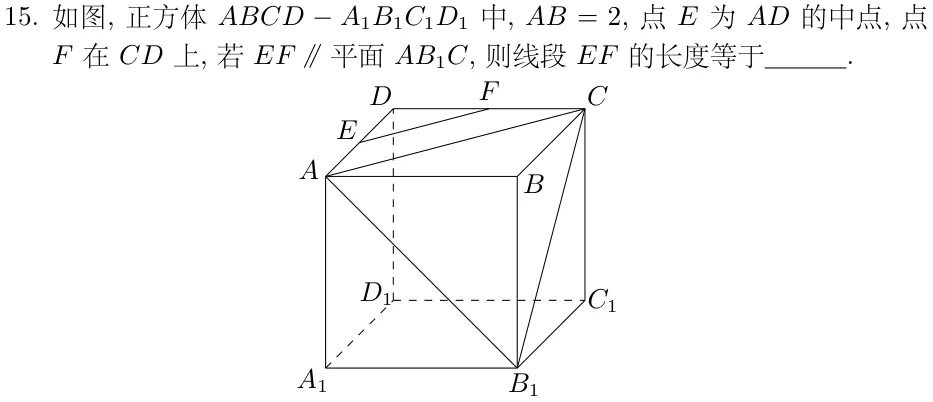 15. 如图, 正方体 ABCD − A₁B₁C₁D₁ 中, AB = 2, 点 E 为 AD 的中点, 点
F 在 CD 上, 若 EF ∥ 平面 AB₁C, 则线段 EF 的长度等于______.
D F C
E
A B
D₁ C₁
A₁ B₁